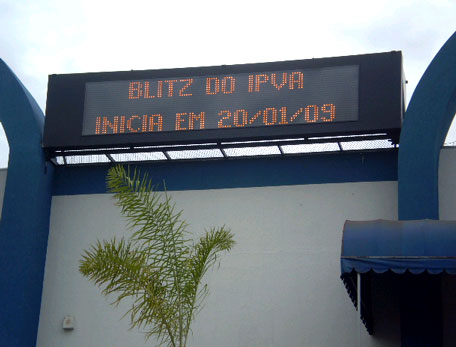 BLITZ DO IPVA
INICIA EM 20/01/09